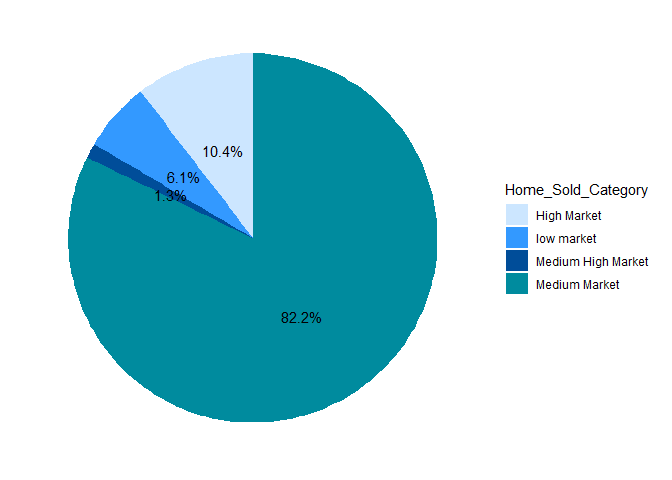 10.4%
6.1%
1.3%
82.2%
Home_Sold_Category
High Market
low market
Medium High Market
Medium Market